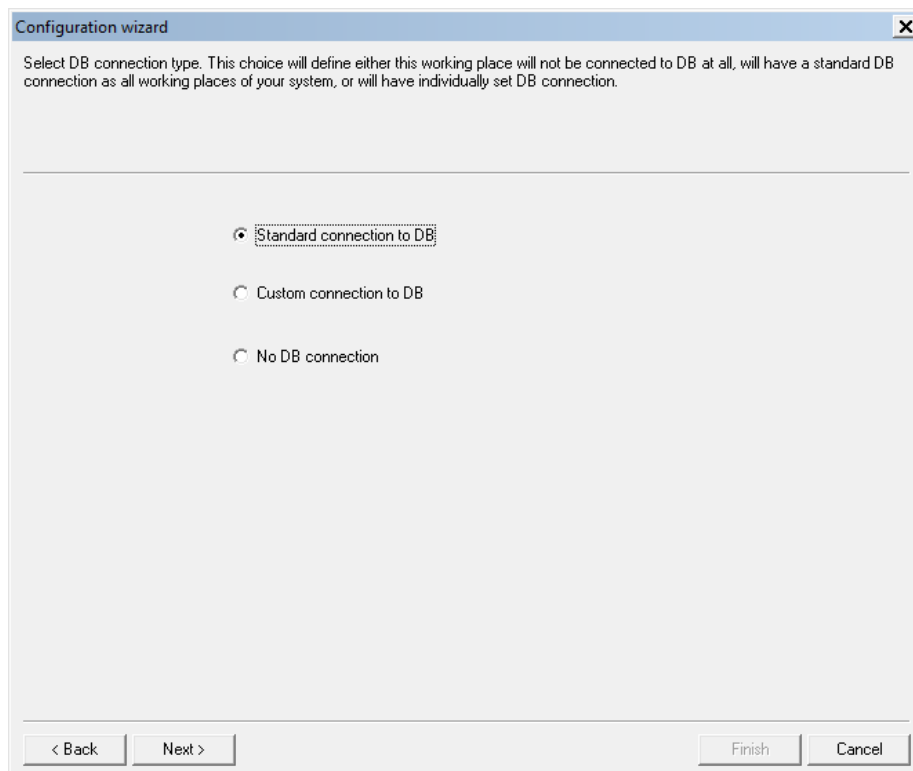 Configuration wizard
Select DB connection type. This choice will define either this working place will not be connected to DB at all, will have a standard DB
connection as all working places of your system, or will have individually set DB connection.
Standard connection to DB
Custom connection to DB
No DB connection
< Back Next > Finish Cancel